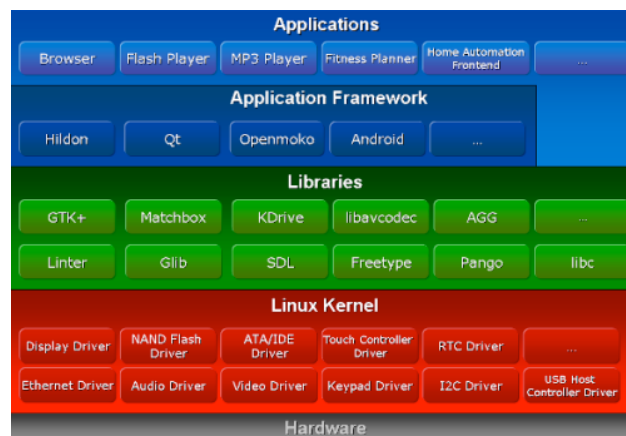 Applications
Browser
Flash Player
MP3 Player
Fitness Planner
Home Automation
Frontend
...
Application Framework
Hildon
Qt
Openmoko
Android
...
Libraries
GTK+
Matchbox
KDrive
libavcodec
AGG
...
Linter
Glib
SDL
Freetype
Pango
libc
Linux Kernel
Display Driver
NAND Flash
Driver
ATA/IDE
Driver
Touch Controller
Driver
RTC Driver
...
Ethernet Driver
Audio Driver
Video Driver
Keypad Driver
I2C Driver
USB Host
Controller Driver
Hardware